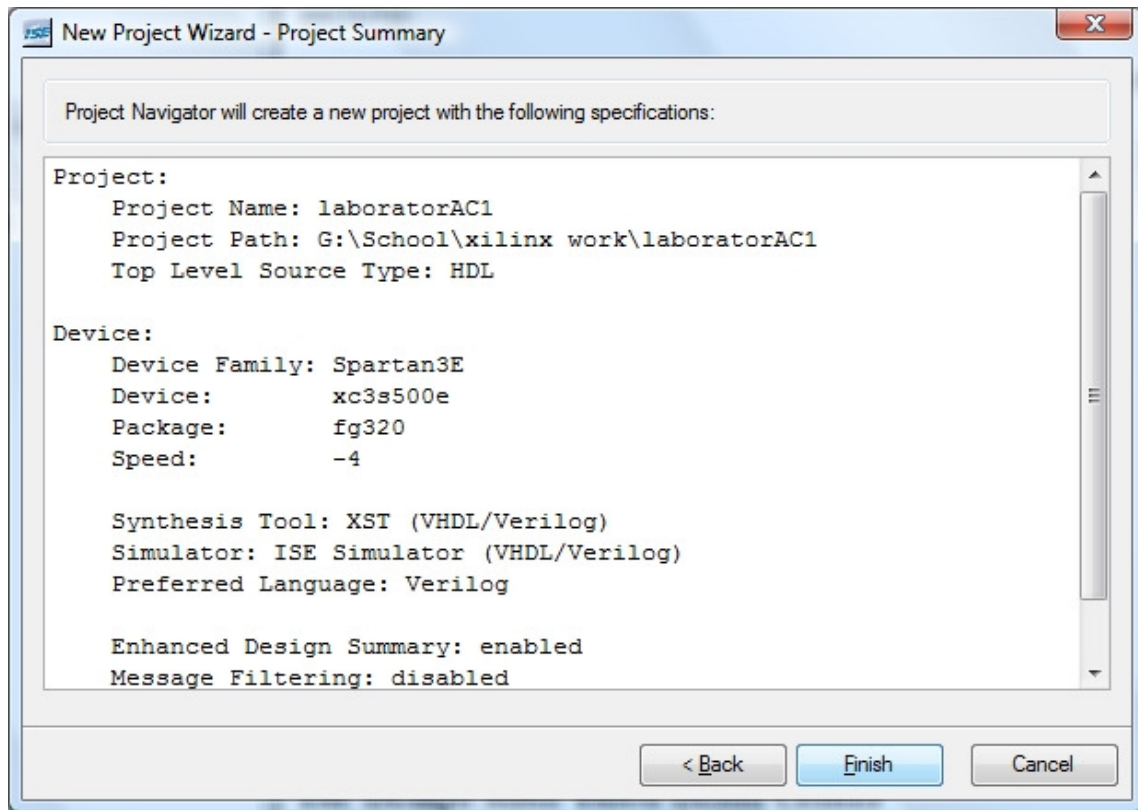 ISE New Project Wizard - Project Summary
Project Navigator will create a new project with the following specifications:
Project:
Project Name: laboratorAC1
Project Path: G:\School\xilinx work\laboratorAC1
Top Level Source Type: HDL
Device:
Device Family: Spartan3E
Device: xc3s500e
Package: fg320
Speed: -4
Synthesis Tool: XST (VHDL/Verilog)
Simulator: ISE Simulator (VHDL/Verilog)
Preferred Language: Verilog
Enhanced Design Summary: enabled
Message Filtering: disabled
< Back Finish Cancel